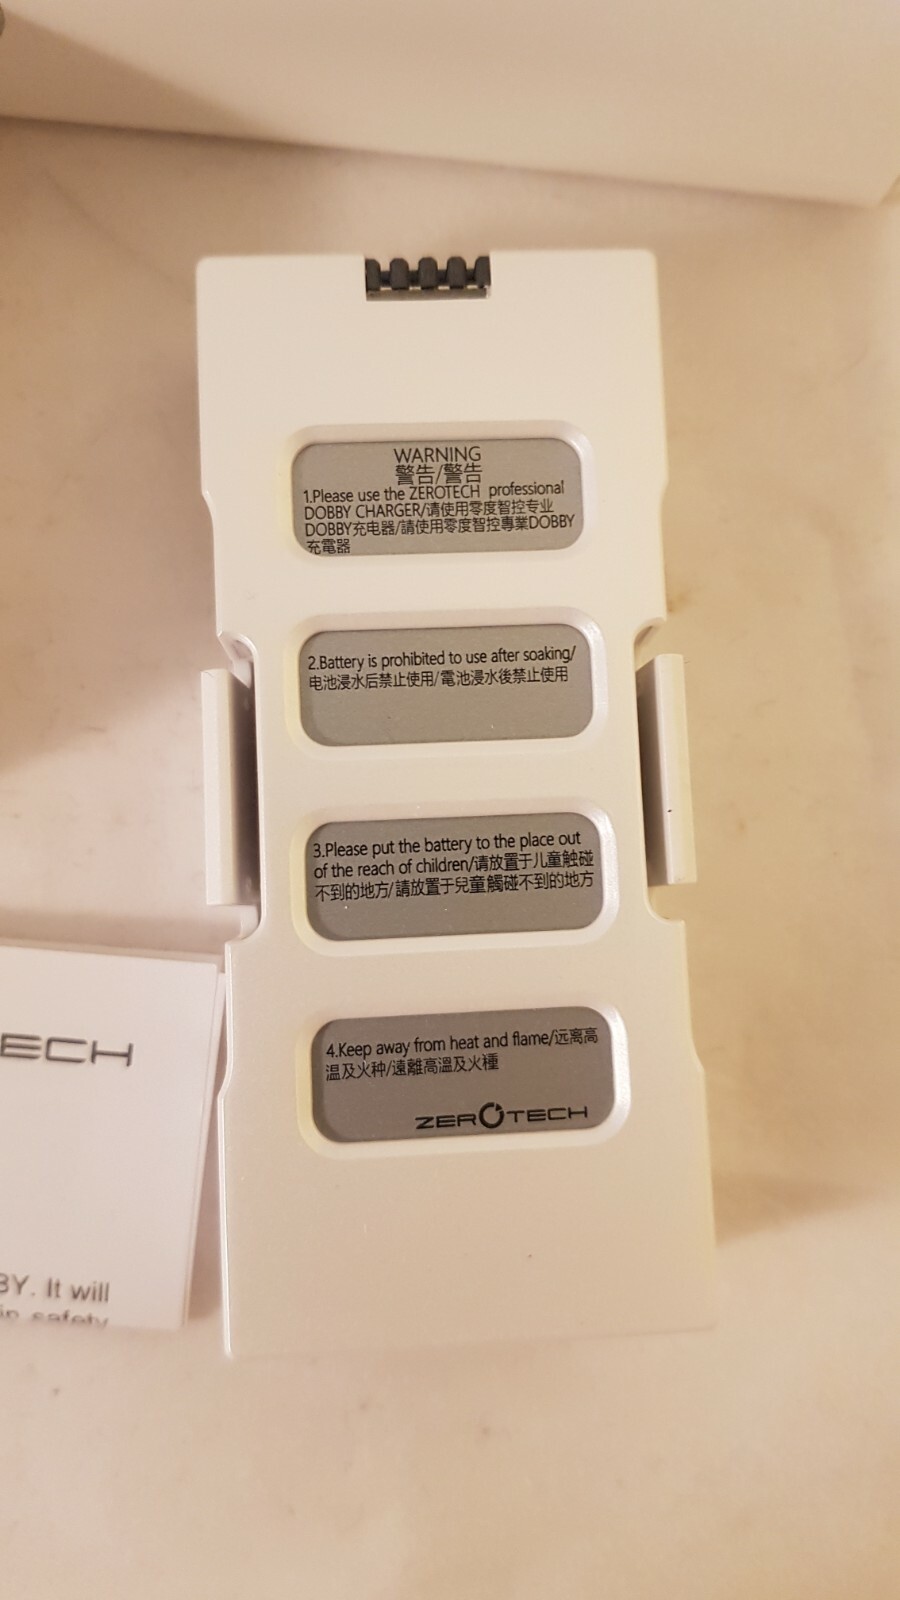 WARNING
警告/警告
1.Please use the ZEROTECH professional
DOBBY CHARGER/请使用零度智控专业
DOBBY充电器/請使用零度智控專業DOBBY
充電器
2.Battery is prohibited to use after soaking/
电池浸水后禁止使用/電池浸水後禁止使用
3.Please put the battery to the place out
of the reach of children/请放置于儿童触碰
不到的地方/請放置于兒童觸碰不到的地方
4.Keep away from heat and flame/远离高
温及火种/遠離高溫及火種
ZEROTECH
ECH
BY. It will
in safety